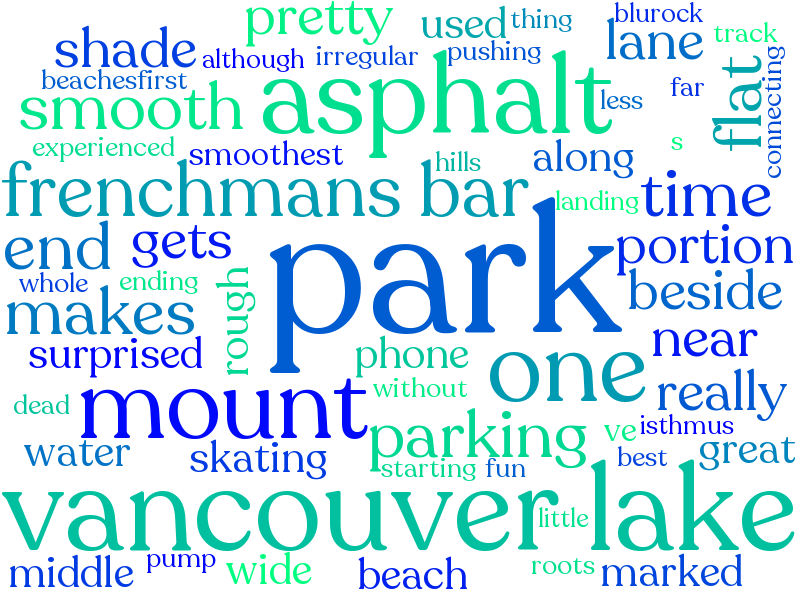 pretty
used
thing
blurock
track
shade
although
irregular
pushing
lane
beachesfirst
asphalt
less
far
flat
connecting
smooth
experienced
smoothest
hills
along
s
frenchmans bar
landing
time
end
gets
park
portion
whole
ending
rough
makes
beside
surprised
phone
one
near
dead
mount
without
really
parking
ve
isthmus
water
skating
starting
fun
best
great
vancouver lake
little
middle
pump
wide
beach
roots
marked